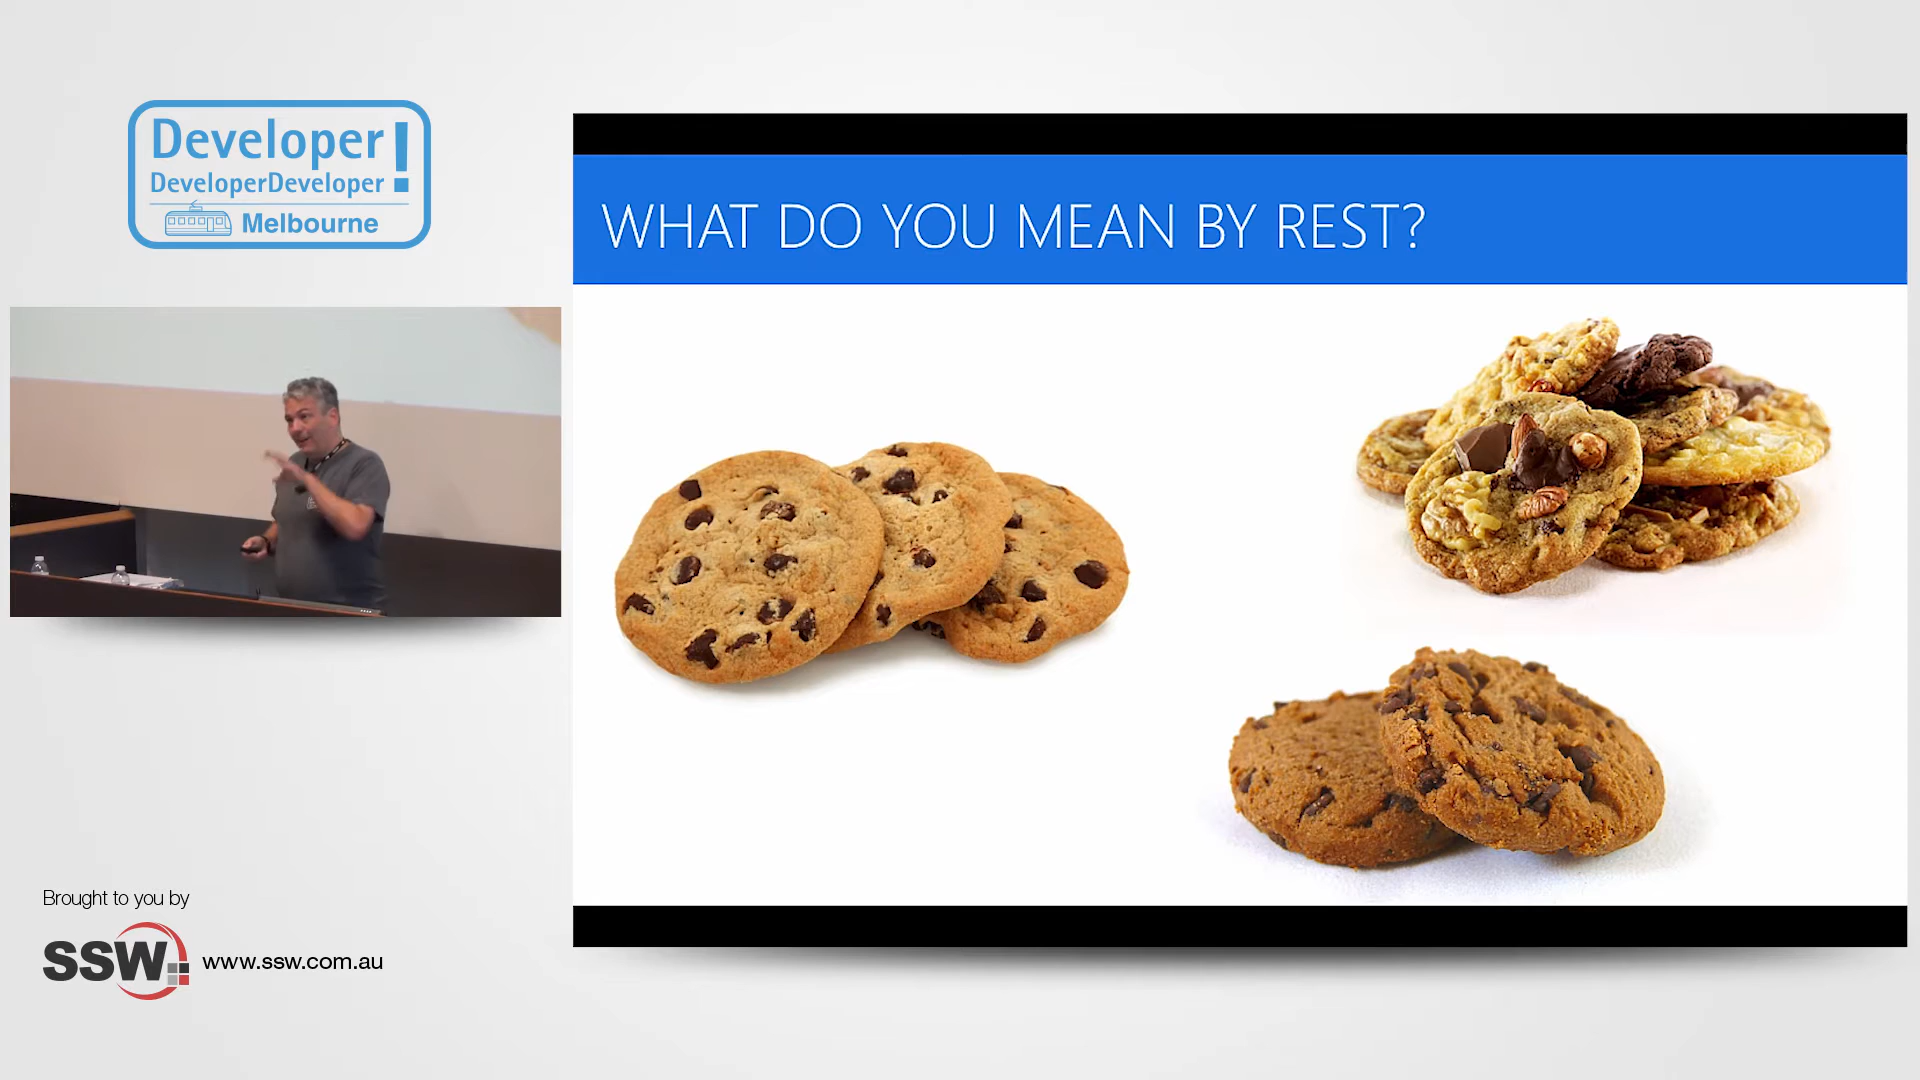 Developer!
DeveloperDeveloper
Melbourne
WHAT DO YOU MEAN BY REST?
Brought to you by
SSW
www.ssw.com.au